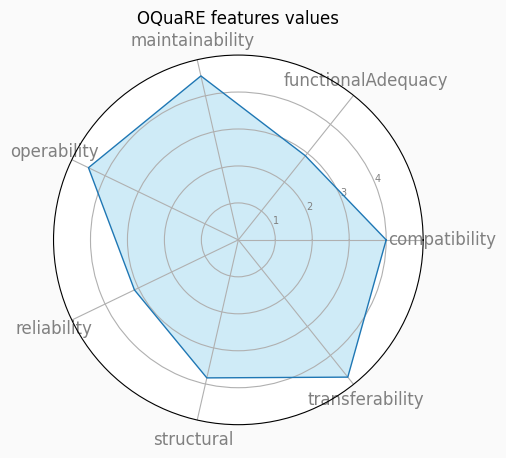 OQuaRE features values
maintainability
functionalAdequacy
operability
4
3
2
1
compatibility
reliability
transferability
structural